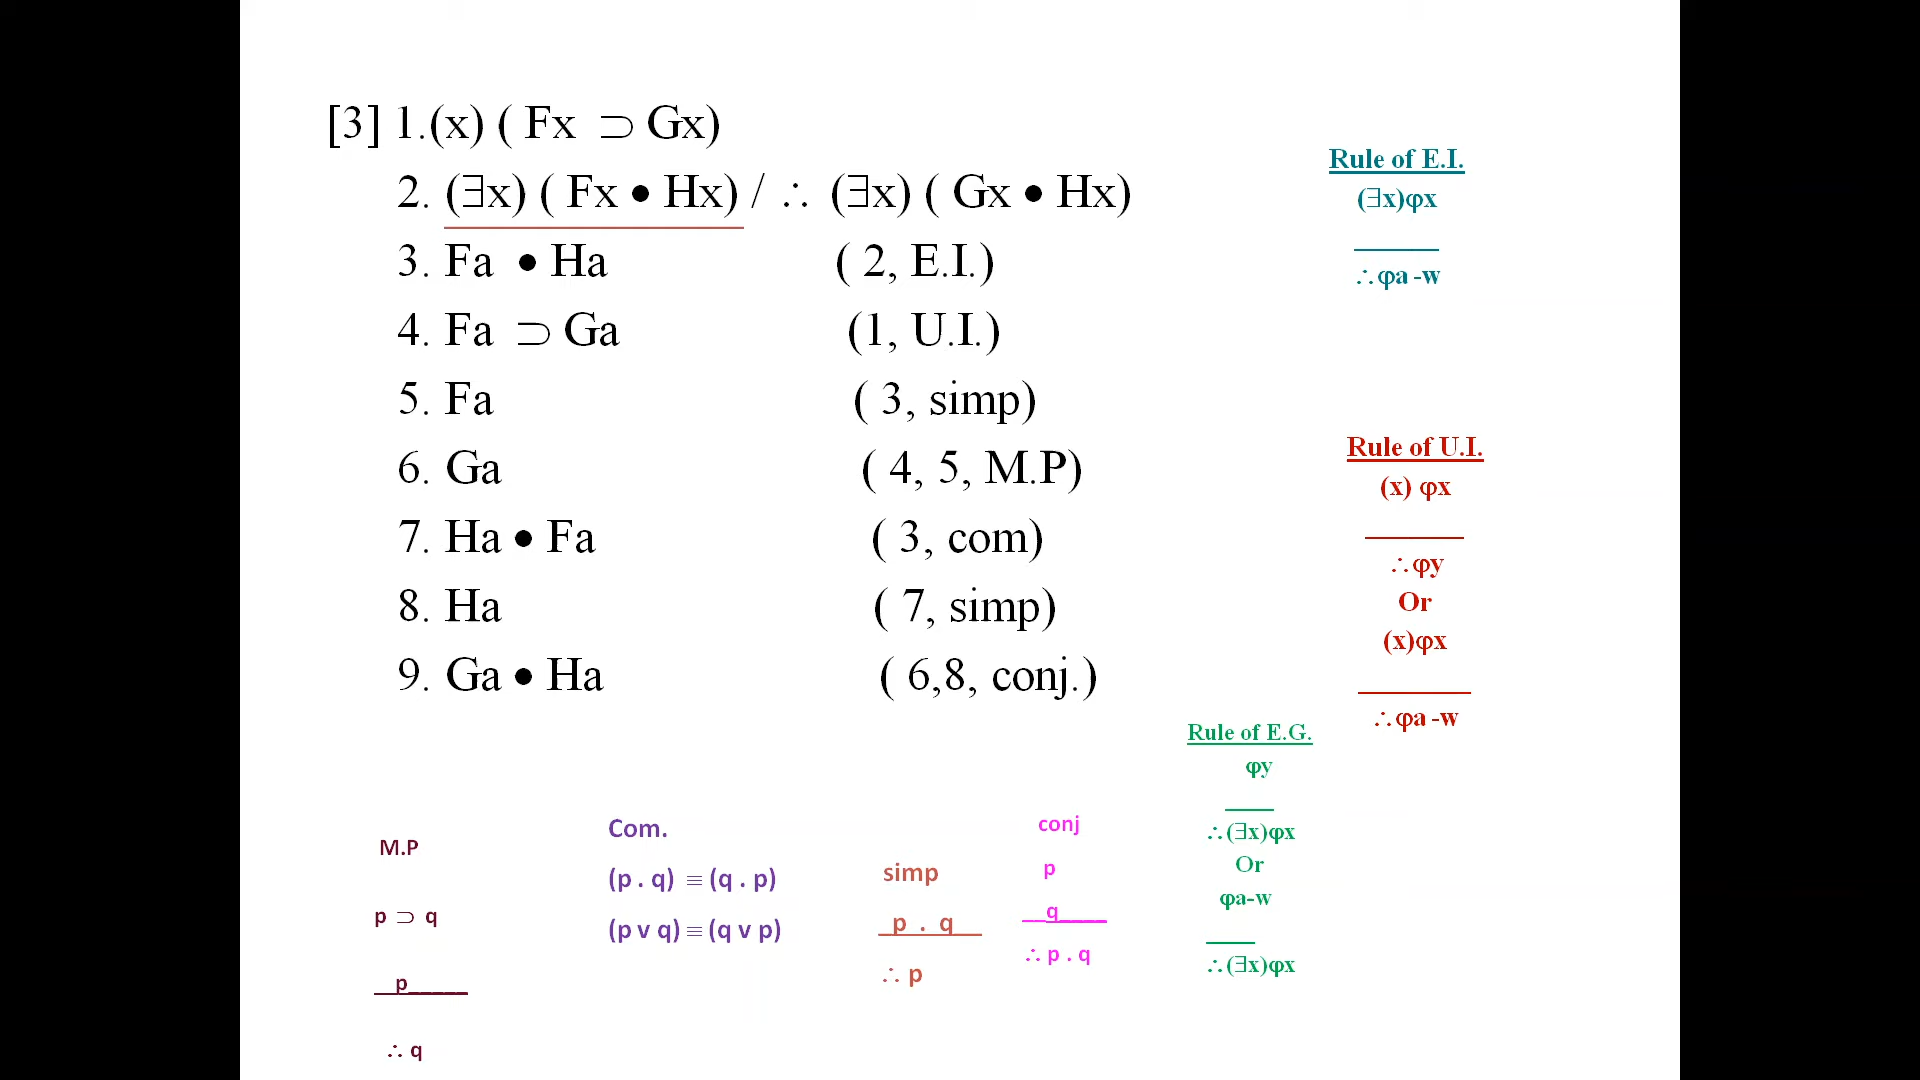 [3] 1.(x) ( Fx ⊃ Gx)
2. (∃x) ( Fx • Hx) / ∴ (∃x) ( Gx • Hx)
3. Fa • Ha ( 2, E.I.)
4. Fa ⊃ Ga (1, U.I.)
5. Fa ( 3, simp)
6. Ga ( 4, 5, M.P)
7. Ha • Fa ( 3, com)
8. Ha ( 7, simp)
9. Ga • Ha ( 6,8, conj.)
Rule of E.I.
(∃x)φx
∴φa -w
Rule of U.I.
(x) φx
∴φy
Or
(x)φx
∴φa -w
Rule of E.G.
φy
∴(∃x)φx
Or
φa-w
∴(∃x)φx
M.P
p ⊃ q
p
∴ q
Com.
(p . q) ≡ (q . p)
(p v q) ≡ (q v p)
simp
p . q
∴ p
conj
p
q
∴ p . q